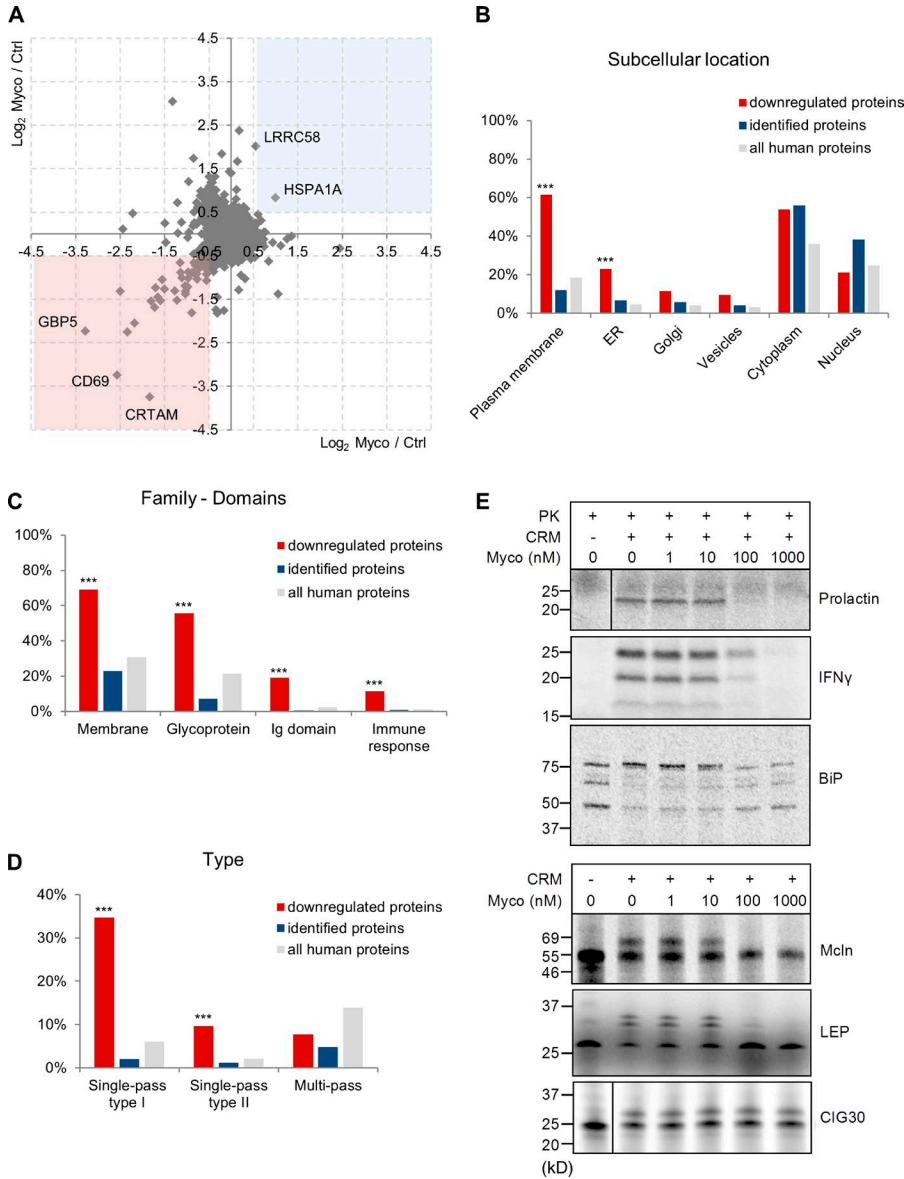 A
Log2 Myco / Ctrl
4.5
3.5
2.5
1.5
0.5
-4.5 -3.5 -2.5 -1.5 -0.5 0.5 1.5 2.5 3.5 4.5
-0.5
-1.5
-2.5
-3.5
-4.5
LRRC58
HSPA1A
GBP5
CD69
CRTAM
Log2 Myco / Ctrl
B
Subcellular location
downregulated proteins
identified proteins
all human proteins
100%
80%
60%
40%
20%
0%
***
***
Plasma membrane
ER
Golgi
Vesicles
Cytoplasm
Nucleus
C
Family - Domains
downregulated proteins
identified proteins
all human proteins
100%
80%
60%
40%
20%
0%
***
***
***
***
Membrane
Glycoprotein
Ig domain
Immune response
D
Type
downregulated proteins
identified proteins
all human proteins
40%
30%
20%
10%
0%
***
***
Single-pass type I
Single-pass type II
Multi-pass
E
PK + + + + + +
CRM - + + + + +
Myco (nM) 0 0 1 10 100 1000
25
20
Prolactin
25
20
15
IFNγ
75
50
37
BiP
CRM - + + + + +
Myco (nM) 0 0 1 10 100 1000
69
55
46
Mcln
37
25
LEP
37
25
20
CIG30
(kD)